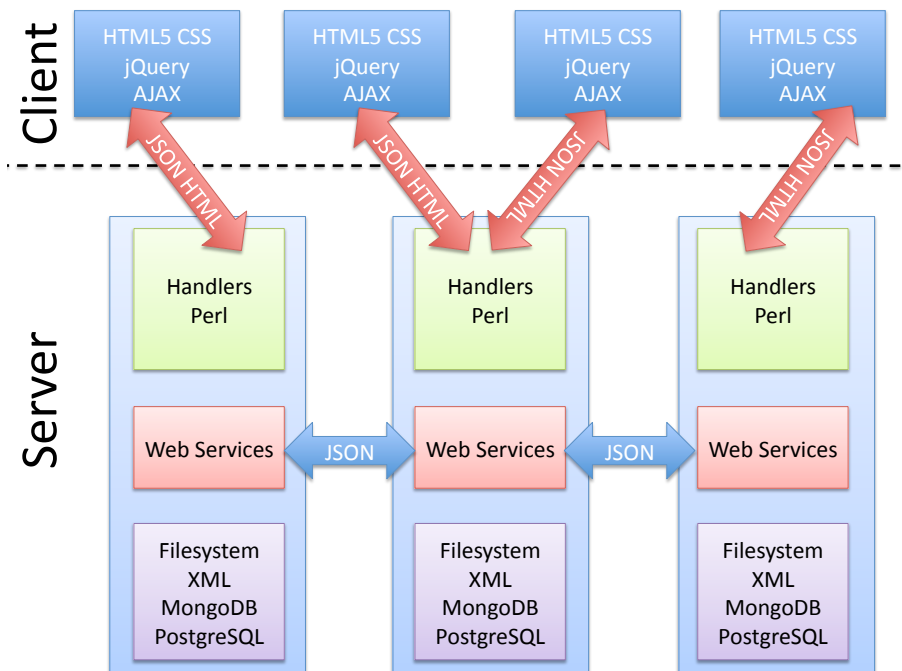 Client
HTML5 CSS
jQuery
AJAX
HTML5 CSS
jQuery
AJAX
HTML5 CSS
jQuery
AJAX
HTML5 CSS
jQuery
AJAX
JSON HTML
JSON HTML
JSON HTML
JSON HTML
Server
Handlers
Perl
Handlers
Perl
Handlers
Perl
Web Services
JSON
Web Services
JSON
Web Services
Filesystem
XML
MongoDB
PostgreSQL
Filesystem
XML
MongoDB
PostgreSQL
Filesystem
XML
MongoDB
PostgreSQL